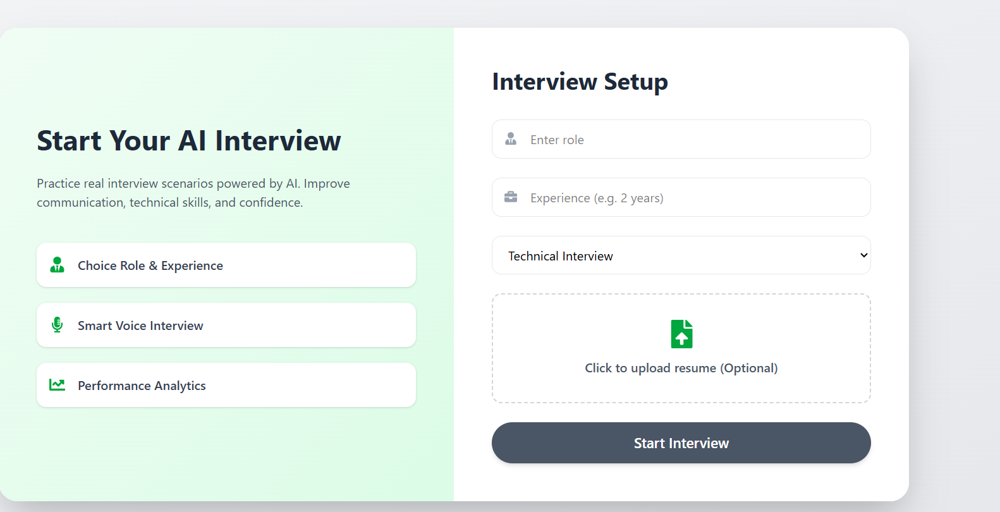 Start Your AI Interview
Practice real interview scenarios powered by AI. Improve
communication, technical skills, and confidence.
Choice Role & Experience
Smart Voice Interview
Performance Analytics
Interview Setup
Enter role
Experience (e.g. 2 years)
Technical Interview
Click to upload resume (Optional)
Start Interview